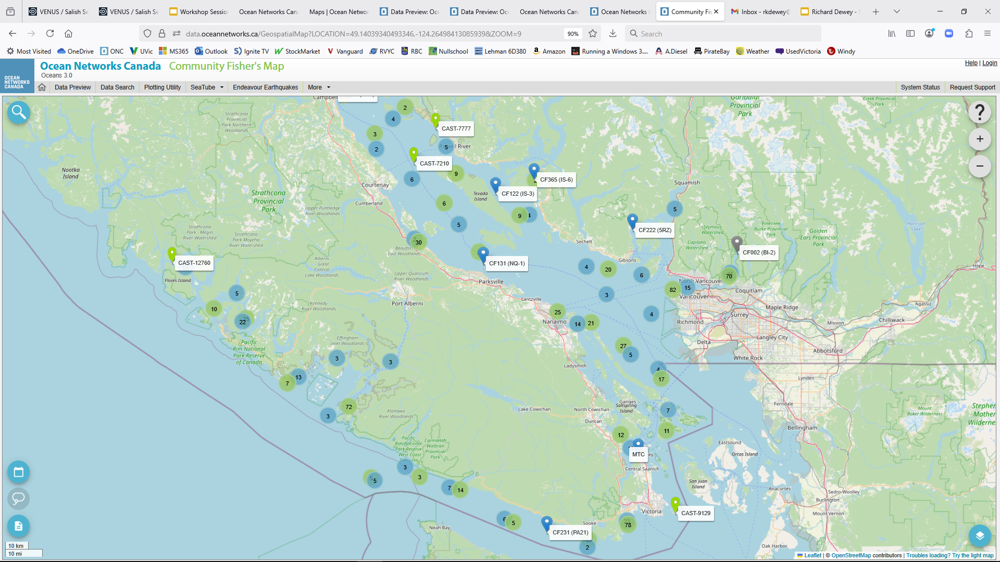 VENUS / Salish Se
VENUS / Salish Se
Workshop Sessio
Ocean Networks Can
Maps | Ocean Networ
Data Preview: Oce
Data Preview: Oce
Ocean Networks Cana
Ocean Networks
Community Fis
Inbox - rkdewey@
Richard Dewey - S
data.oceannetworks.ca/GeospatialMap?LOCATION=49.14039340493346,-124.26498413085939&ZOOM=9
90%
Search
Most Visited
OneDrive
ONC
UVic
MS365
Outlook
Ignite TV
StockMarket
Vanguard
RVYC
RBC
Nullschool
Lehman 6D380
Amazon
Running a Windows 3....
A.Diesel
PirateBay
Weather
UsedVictoria
Windy
OCEAN NETWORKS CANADA
Ocean Networks Canada Community Fisher's Map
Oceans 3.0
Help | Login
Data Preview
Data Search
Plotting Utility
SeaTube
Endeavour Earthquakes
More
System Status
Request Support
Campbell
Garibaldi Provincial Park
Creek Provincial Park
2
Strathcona Provincial Park Northern Woodlands
4
CAST-7777
3
2
5
Powell River
Nootka Island
CAST-7210
9
6
CF365 (IS-6)
Courtenay
Squamish
CF122 (IS-3)
Texada Island
Strathcona Provincial Park
Cumberland
6
Upper Puntledge River Woodlands
5
9
4
Harrison Lake
5
CF222 (5RZ)
Seymour Watershed
Pinecone Burke Provincial Park
Golden Ears Provincial Park
Strathcona Park - Megin River Watershed
Strathcona Park Moyeha River Watershed
30
Sechelt
Capilano Watershed
CF002 (BI-2)
Beaufort East Woodlands
CAST-12760
Alberni - Great Central Lake Woodlands
CF131 (NQ-1)
Gibsons
Hope
Flores Island
Upper Qualicum River Woodlands
4
20
6
70
Parksville
North Vancouver
82
15
Coquitlam
Vancouver
5
3
Lantzville
Port Alberni
Kennedy River Woodlands
Agassiz
Maple Ridge
10
25
4
Surrey
Nanaimo
22
14
21
Richmond
Mission
Chilliwack
Effingham Inlet Woodlands
Delta
Langley City
Pacific Rim National Park Reserve of Canada
27
5
Abbotsford
3
3
White Rock
Ladysmith
4
17
Lynden
13
7
Ganges
Saltspring Island
Ferndale
72
Klanawa River Woodlands
Lake Cowichan
North Cowichan
7
Mount Baker Wilderness
Stephen Mather Wilderness
3
Duncan
11
12
Bellingham
Pacific Rim National Park Reserve - West Coast Trail Unit
Carmanah Walbran Provincial Park
Eastsound
MTC
Orcas Island
3
Central Saanich
5
5
3
7
14
San Juan Island
Anacortes
Sedro-Woolley
Burlington
Victoria
CAST-9129
Mount Vernon
6
5
Sooke
23
78
Neah Bay
CF231 (PA21)
2
Oak Harbor
10 km
10 mi
Leaflet | © OpenStreetMap contributors | Troubles loading? Try the light map